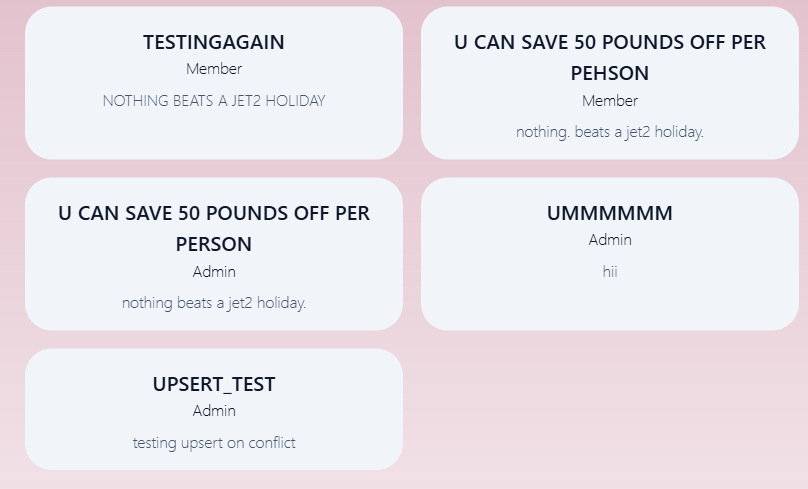 TESTINGAGAIN
Member
NOTHING BEATS A JET2 HOLIDAY
U CAN SAVE 50 POUNDS OFF PER
PEHSON
Member
nothing. beats a jet2 holiday.
U CAN SAVE 50 POUNDS OFF PER
PERSON
Admin
nothing beats a jet2 holiday.
UMMMMMM
Admin
hii
UPSERT_TEST
Admin
testing upsert on conflict